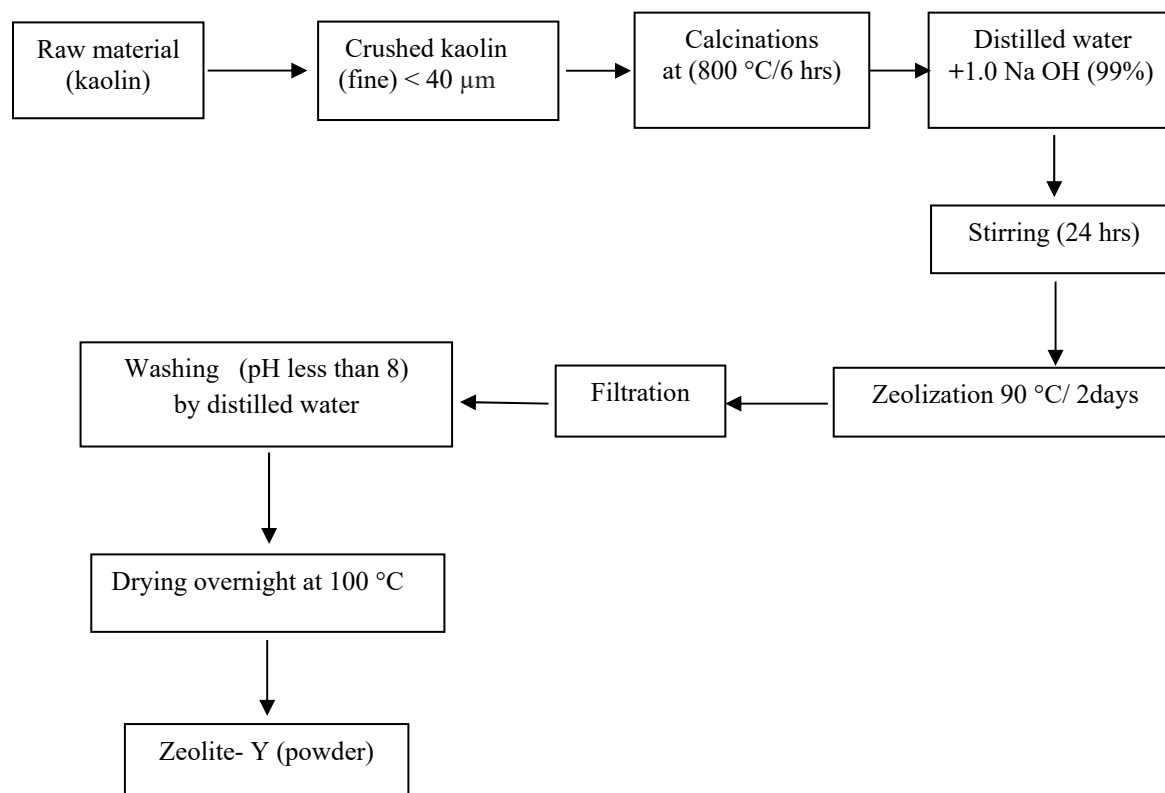 Raw material
(kaolin)
Crushed kaolin
(fine) < 40 µm
Calcinations
at (800 °C/6 hrs)
Distilled water
+1.0 Na OH (99%)
Stirring (24 hrs)
Zeolization 90 °C/ 2days
Filtration
Washing (pH less than 8)
by distilled water
Drying overnight at 100 °C
Zeolite- Y (powder)